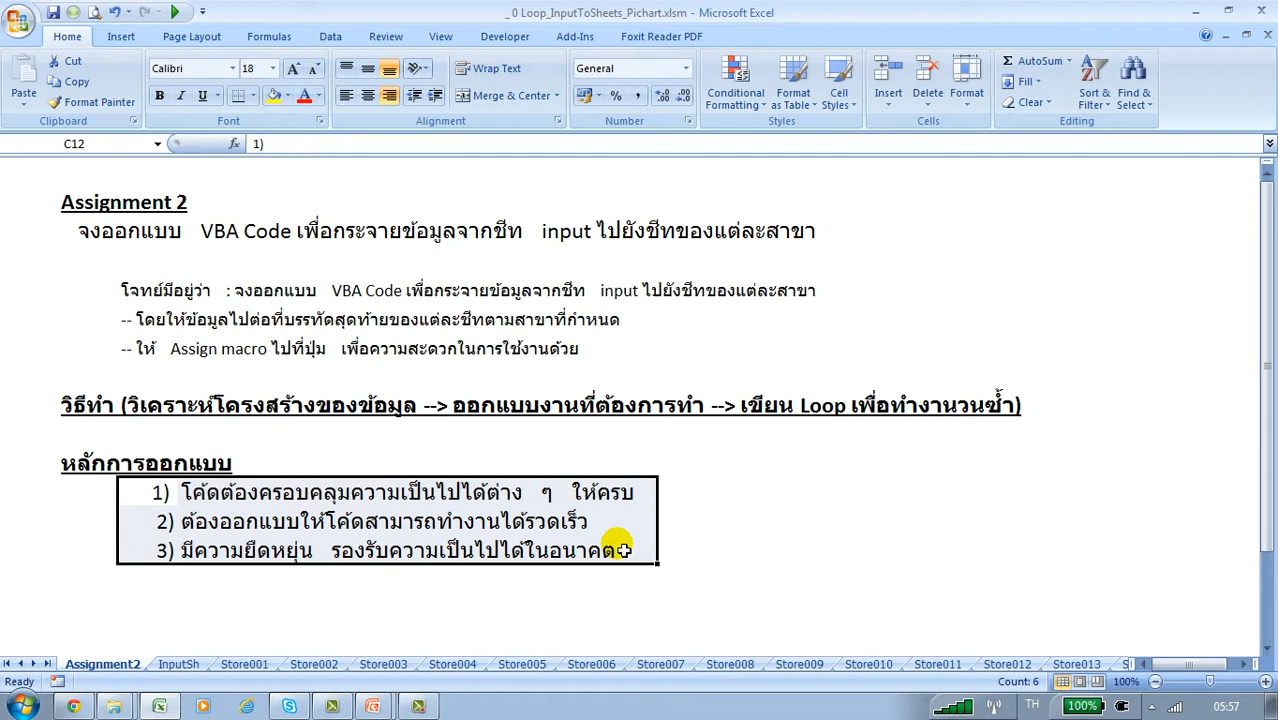 _ 0 Loop_InputToSheets_Pichart.xlsm - Microsoft Excel
Home Insert Page Layout Formulas Data Review View Developer Add-Ins Foxit Reader PDF
Paste Cut Copy Format Painter Clipboard
Calibri 18 A A B I U A Font
Wrap Text Merge & Center Alignment
General % , Number
Conditional Formatting Format as Table Cell Styles Styles
Insert Delete Format Cells
Σ AutoSum Fill Clear Sort & Filter Find & Select Editing
C12 fx 1)
Assignment 2
จงออกแบบ VBA Code เพื่อกระจายข้อมูลจากชีท input ไปยังชีทของแต่ละสาขา
โจทย์มีอยู่ว่า : จงออกแบบ VBA Code เพื่อกระจายข้อมูลจากชีท input ไปยังชีทของแต่ละสาขา
-- โดยให้ข้อมูลไปต่อที่บรรทัดสุดท้ายของแต่ละชีทตามสาขาที่กำหนด
-- ให้ Assign macro ไปที่ปุ่ม เพื่อความสะดวกในการใช้งานด้วย
วิธีทำ (วิเคราะห์โครงสร้างของข้อมูล --> ออกแบบงานที่ต้องการทำ --> เขียน Loop เพื่อทำงานวนซ้ำ)
หลักการออกแบบ
1) โค้ดต้องครอบคลุมความเป็นไปได้ต่าง ๆ ให้ครบ
2) ต้องออกแบบให้โค้ดสามารถทำงานได้รวดเร็ว
3) มีความยืดหยุ่น รองรับความเป็นไปได้ในอนาคต
Assignment2 InputSh Store001 Store002 Store003 Store004 Store005 Store006 Store007 Store008 Store009 Store010 Store011 Store012 Store013 S
Ready Count: 6 100%
TH 100% 05:57